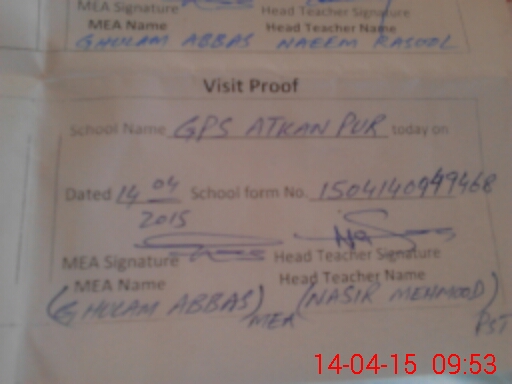 MEA Signature Head Teacher Signature
MEA Name Head Teacher Name
GHULAM ABBAS NAEEM RASOOL
Visit Proof
School Name GPS ATKAN PUR today on
Dated 14 04 School form No. 1504140949468
2015
MEA Signature Head Teacher Signature
MEA Name Head Teacher Name
(GHULAM ABBAS) (NASIR MEHMOOD)
MEA PST
14-04-15 09:53